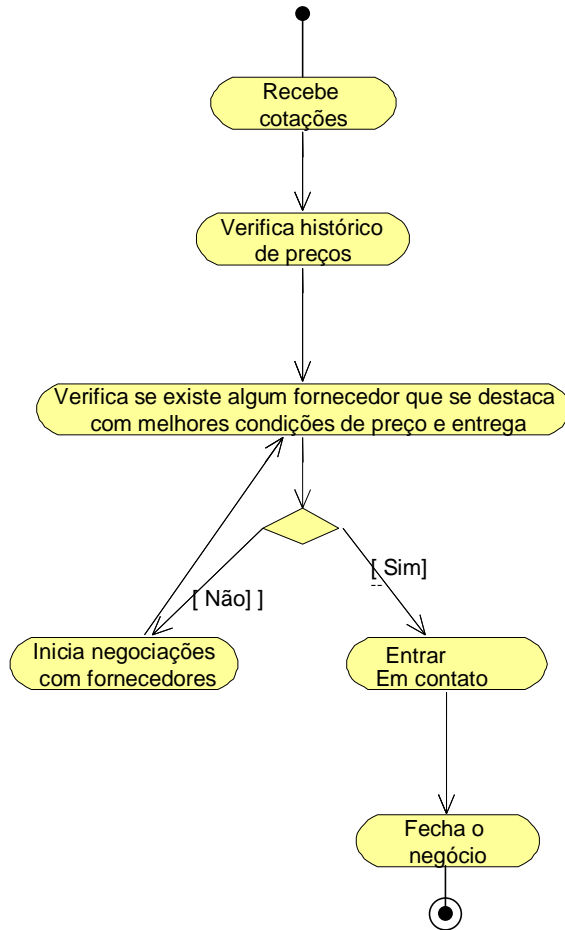 Recebe
cotações
Verifica histórico
de preços
Verifica se existe algum fornecedor que se destaca
com melhores condições de preço e entrega
[ Sim]
--
[ Não] ]
Inicia negociações
com fornecedores
Entrar
Em contato
Fecha o
negócio